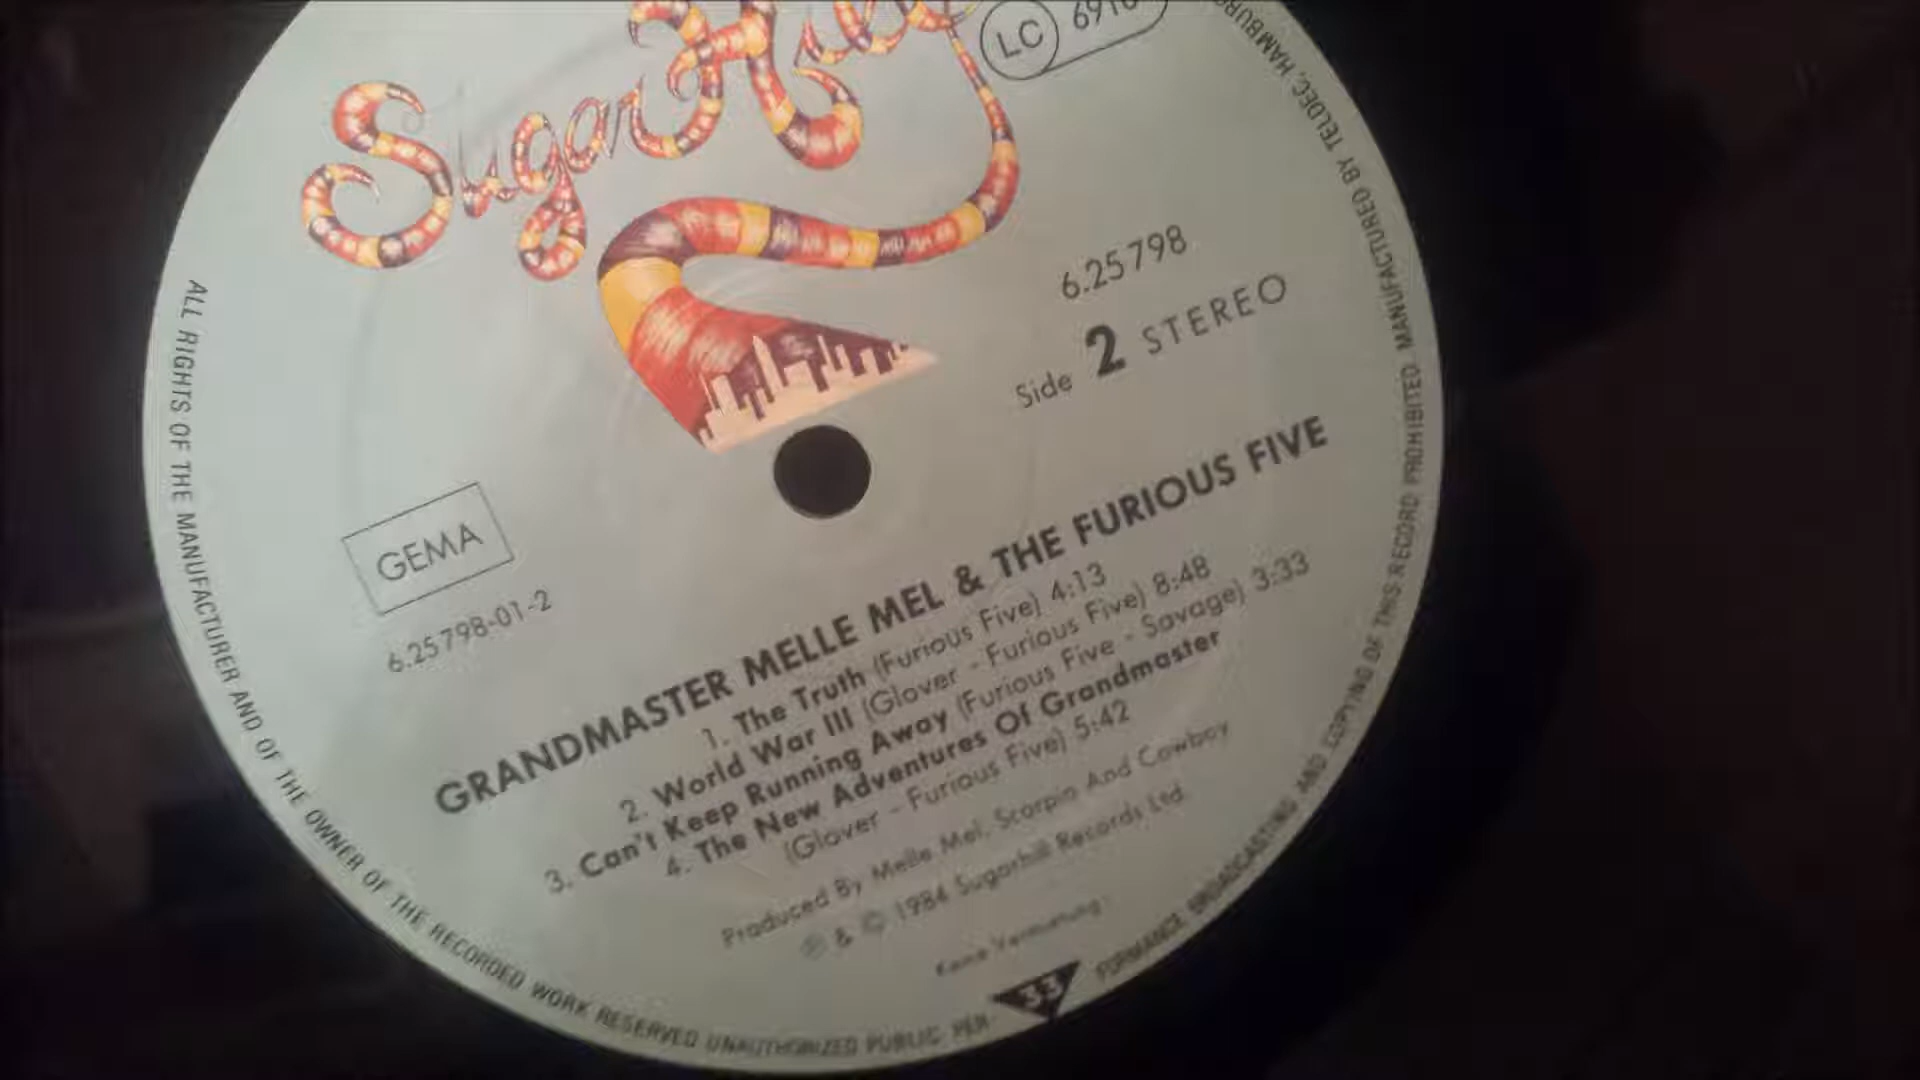 Sugar Hill
LC 6916
6.25798
Side 2 STEREO
GEMA
6.25798-01-2
GRANDMASTER MELLE MEL & THE FURIOUS FIVE
1. The Truth (Furious Five) 4:13
2. World War III (Glover - Furious Five) 8:48
3. Can't Keep Running Away (Furious Five - Savage) 3:33
4. The New Adventures Of Grandmaster
(Glover - Furious Five) 5:42
Produced By Melle Mel, Scorpio And Cowboy
℗ & © 1984 Sugarhill Records Ltd.
Keine Vermietung!
33
ALL RIGHTS OF THE MANUFACTURER AND OF THE OWNER OF THE RECORDED WORK RESERVED UNAUTHORIZED PUBLIC PER-
FORMANCE BROADCASTING AND COPYING OF THIS RECORD PROHIBITED. MANUFACTURED BY TELDEC, HAMBURG